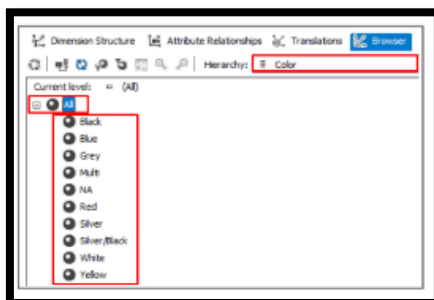 Dimension Structure Attribute Relationships Translations Browser
Hierarchy: Color
Current level: (All)
All
Black
Blue
Grey
Multi
NA
Red
Silver
Silver/Black
White
Yellow